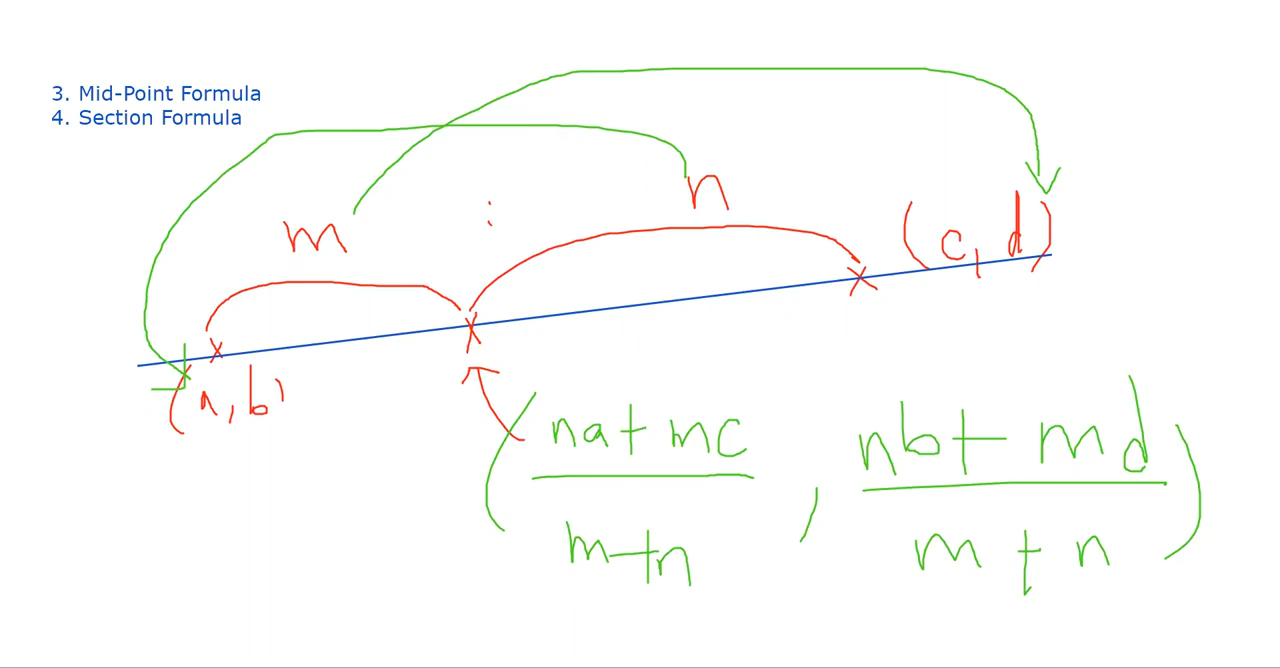 3. Mid-Point Formula
4. Section Formula
m : n
(c, d)
(a, b)
(na + mc / m + n , nb + md / m + n)